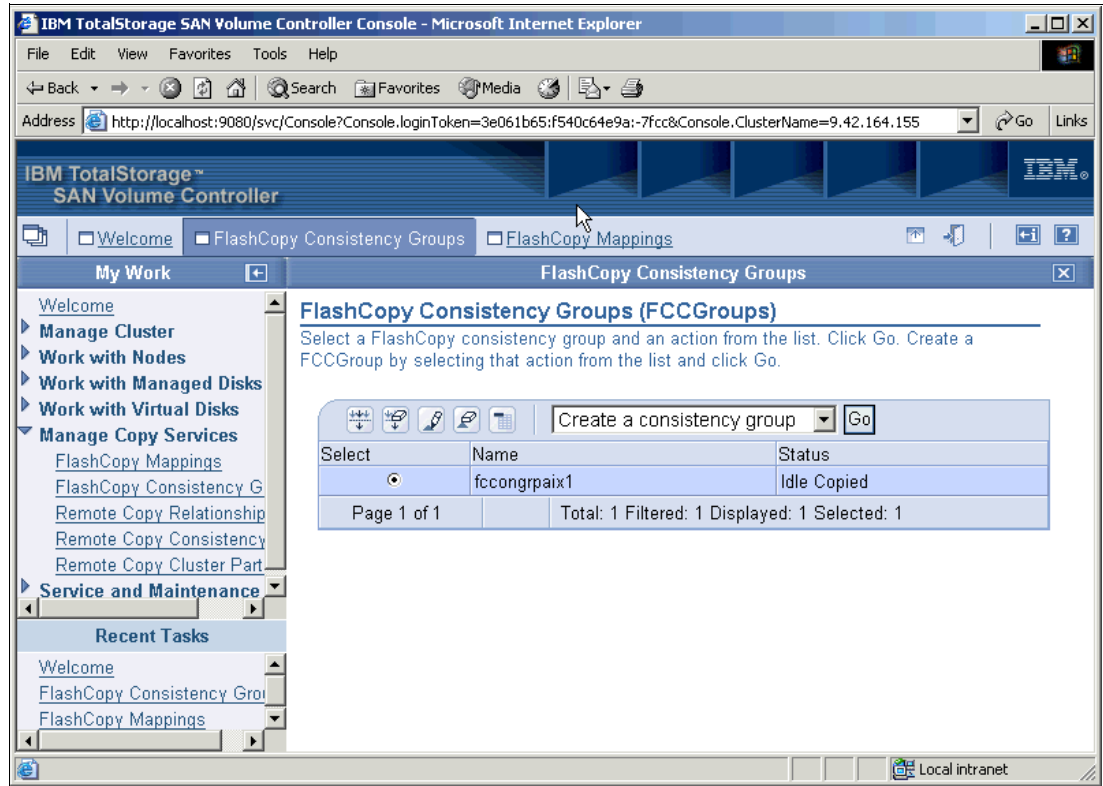 IBM TotalStorage SAN Volume Controller Console - Microsoft Internet Explorer
File Edit View Favorites Tools Help
Back Search Favorites Media
Address http://localhost:9080/svc/Console?Console.loginToken=3e061b65:f540c64e9a:-7fcc&Console.ClusterName=9.42.164.155 Go Links
IBM TotalStorage™
SAN Volume Controller
IBM®
Welcome FlashCopy Consistency Groups FlashCopy Mappings
My Work
FlashCopy Consistency Groups
Welcome
Manage Cluster
Work with Nodes
Work with Managed Disks
Work with Virtual Disks
Manage Copy Services
FlashCopy Mappings
FlashCopy Consistency G
Remote Copy Relationship
Remote Copy Consistency
Remote Copy Cluster Part
Service and Maintenance
Recent Tasks
Welcome
FlashCopy Consistency Grou
FlashCopy Mappings
FlashCopy Consistency Groups (FCCGroups)
Select a FlashCopy consistency group and an action from the list. Click Go. Create a
FCCGroup by selecting that action from the list and click Go.
Create a consistency group Go
Select Name Status
fccongrpaix1 Idle Copied
Page 1 of 1 Total: 1 Filtered: 1 Displayed: 1 Selected: 1
Local intranet